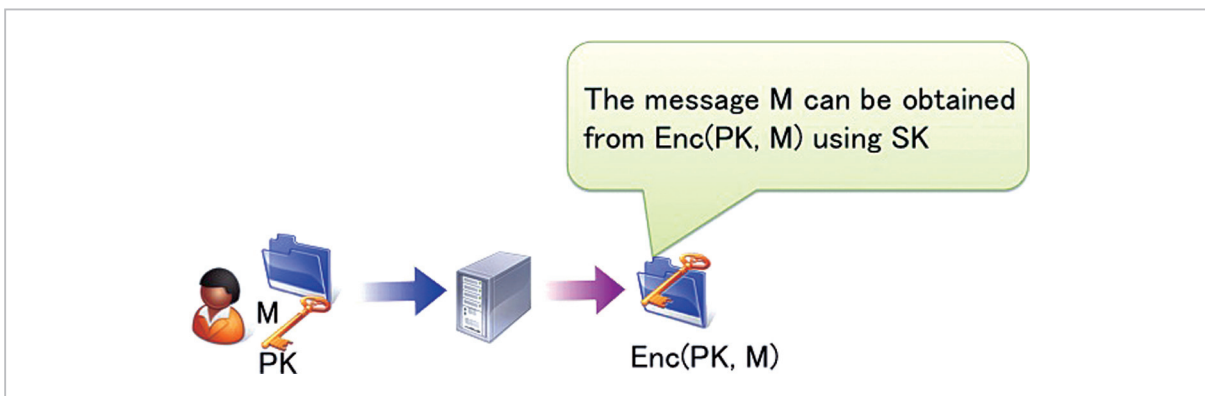 The message M can be obtained
from Enc(PK, M) using SK
M
PK
Enc(PK, M)